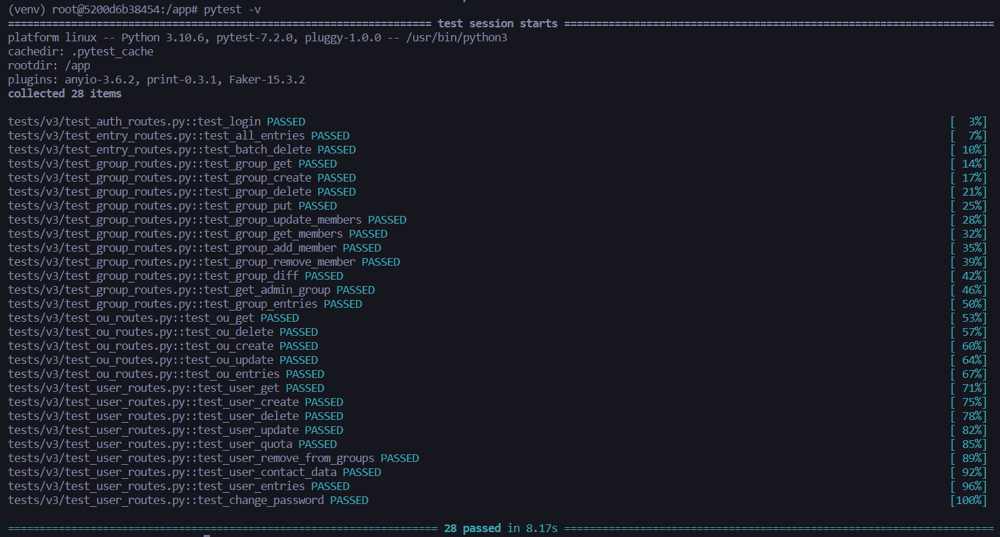 (venv) root@5200d6b38454:/app# pytest -v
=================================================================== test session starts ====================================================================
platform linux -- Python 3.10.6, pytest-7.2.0, pluggy-1.0.0 -- /usr/bin/python3
cachedir: .pytest_cache
rootdir: /app
plugins: anyio-3.6.2, print-0.3.1, Faker-15.3.2
collected 28 items
tests/v3/test_auth_routes.py::test_login PASSED [ 3%]
tests/v3/test_entry_routes.py::test_all_entries PASSED [ 7%]
tests/v3/test_entry_routes.py::test_batch_delete PASSED [ 10%]
tests/v3/test_group_routes.py::test_group_get PASSED [ 14%]
tests/v3/test_group_routes.py::test_group_create PASSED [ 17%]
tests/v3/test_group_routes.py::test_group_delete PASSED [ 21%]
tests/v3/test_group_routes.py::test_group_put PASSED [ 25%]
tests/v3/test_group_routes.py::test_group_update_members PASSED [ 28%]
tests/v3/test_group_routes.py::test_group_get_members PASSED [ 32%]
tests/v3/test_group_routes.py::test_group_add_member PASSED [ 35%]
tests/v3/test_group_routes.py::test_group_remove_member PASSED [ 39%]
tests/v3/test_group_routes.py::test_group_diff PASSED [ 42%]
tests/v3/test_group_routes.py::test_get_admin_group PASSED [ 46%]
tests/v3/test_group_routes.py::test_group_entries PASSED [ 50%]
tests/v3/test_ou_routes.py::test_ou_get PASSED [ 53%]
tests/v3/test_ou_routes.py::test_ou_delete PASSED [ 57%]
tests/v3/test_ou_routes.py::test_ou_create PASSED [ 60%]
tests/v3/test_ou_routes.py::test_ou_update PASSED [ 64%]
tests/v3/test_ou_routes.py::test_ou_entries PASSED [ 67%]
tests/v3/test_user_routes.py::test_user_get PASSED [ 71%]
tests/v3/test_user_routes.py::test_user_create PASSED [ 75%]
tests/v3/test_user_routes.py::test_user_delete PASSED [ 78%]
tests/v3/test_user_routes.py::test_user_update PASSED [ 82%]
tests/v3/test_user_routes.py::test_user_quota PASSED [ 85%]
tests/v3/test_user_routes.py::test_user_remove_from_groups PASSED [ 89%]
tests/v3/test_user_routes.py::test_user_contact_data PASSED [ 92%]
tests/v3/test_user_routes.py::test_user_entries PASSED [ 96%]
tests/v3/test_user_routes.py::test_change_password PASSED [100%]
==================================================================== 28 passed in 8.17s ====================================================================